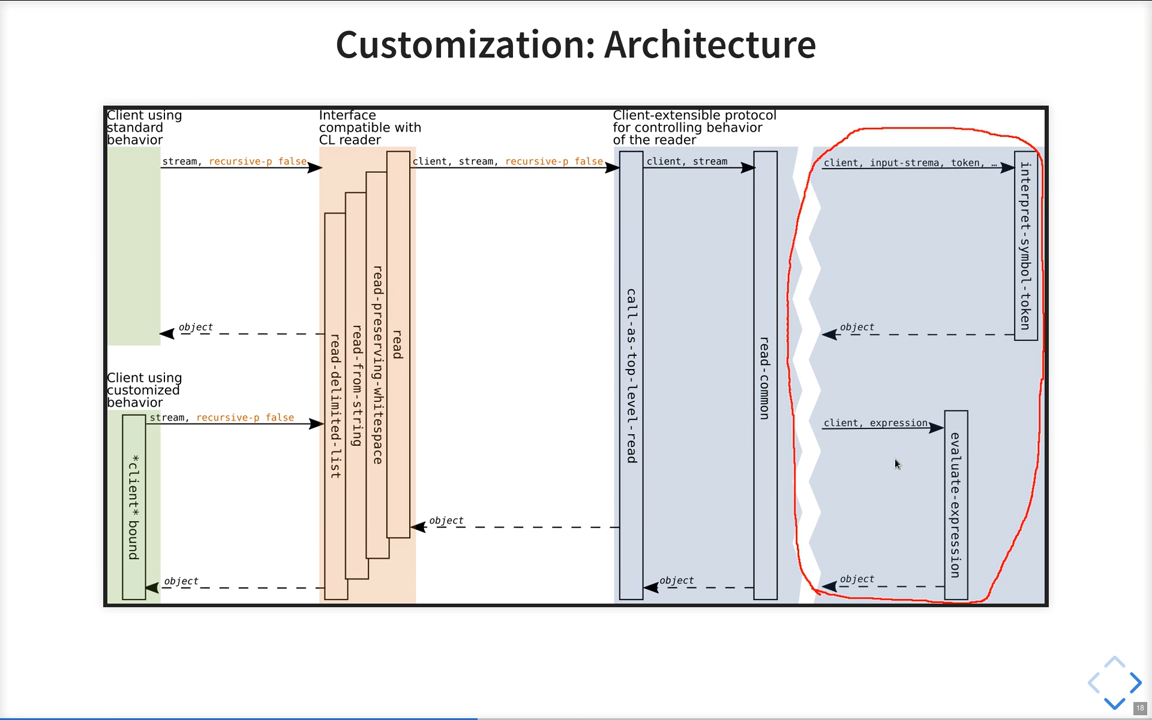 Customization: Architecture
Client using
standard
behavior
Interface
compatible with
CL reader
Client-extensible protocol
for controlling behavior
of the reader
stream, recursive-p false
client, stream, recursive-p false
client, stream
client, input-strema, token, …
interpret-symbol-token
read-delimited-list
read-from-string
read-preserving-whitespace
read
call-as-top-level-read
read-common
object
object
Client using
customized
behavior
stream, recursive-p false
client, expression
*client* bound
evaluate-expression
object
object
object
object
18